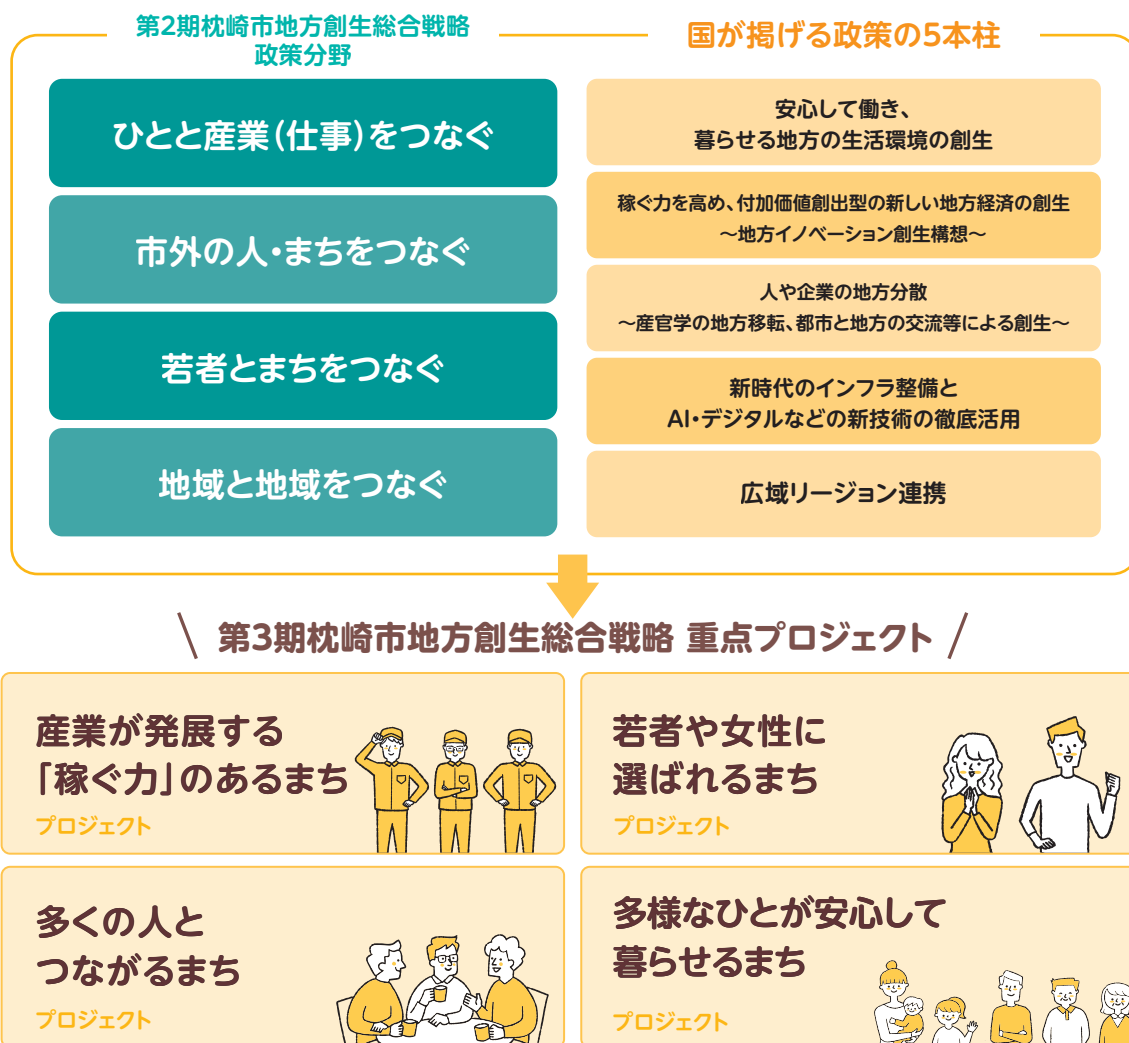 第2期枕崎市地方創生総合戦略
政策分野
ひとと産業(仕事)をつなぐ
市外の人・まちをつなぐ
若者とまちをつなぐ
地域と地域をつなぐ
国が掲げる政策の5本柱
安心して働き、
暮らせる地方の生活環境の創生
稼ぐ力を高め、付加価値創出型の新しい地方経済の創生
~地方イノベーション創生構想~
人や企業の地方分散
~産官学の地方移転、都市と地方の交流等による創生~
新時代のインフラ整備と
AI・デジタルなどの新技術の徹底活用
広域リージョン連携
第3期枕崎市地方創生総合戦略 重点プロジェクト
産業が発展する
「稼ぐ力」のあるまち
プロジェクト
若者や女性に
選ばれるまち
プロジェクト
多くの人と
つながるまち
プロジェクト
多様なひとが安心して
暮らせるまち
プロジェクト